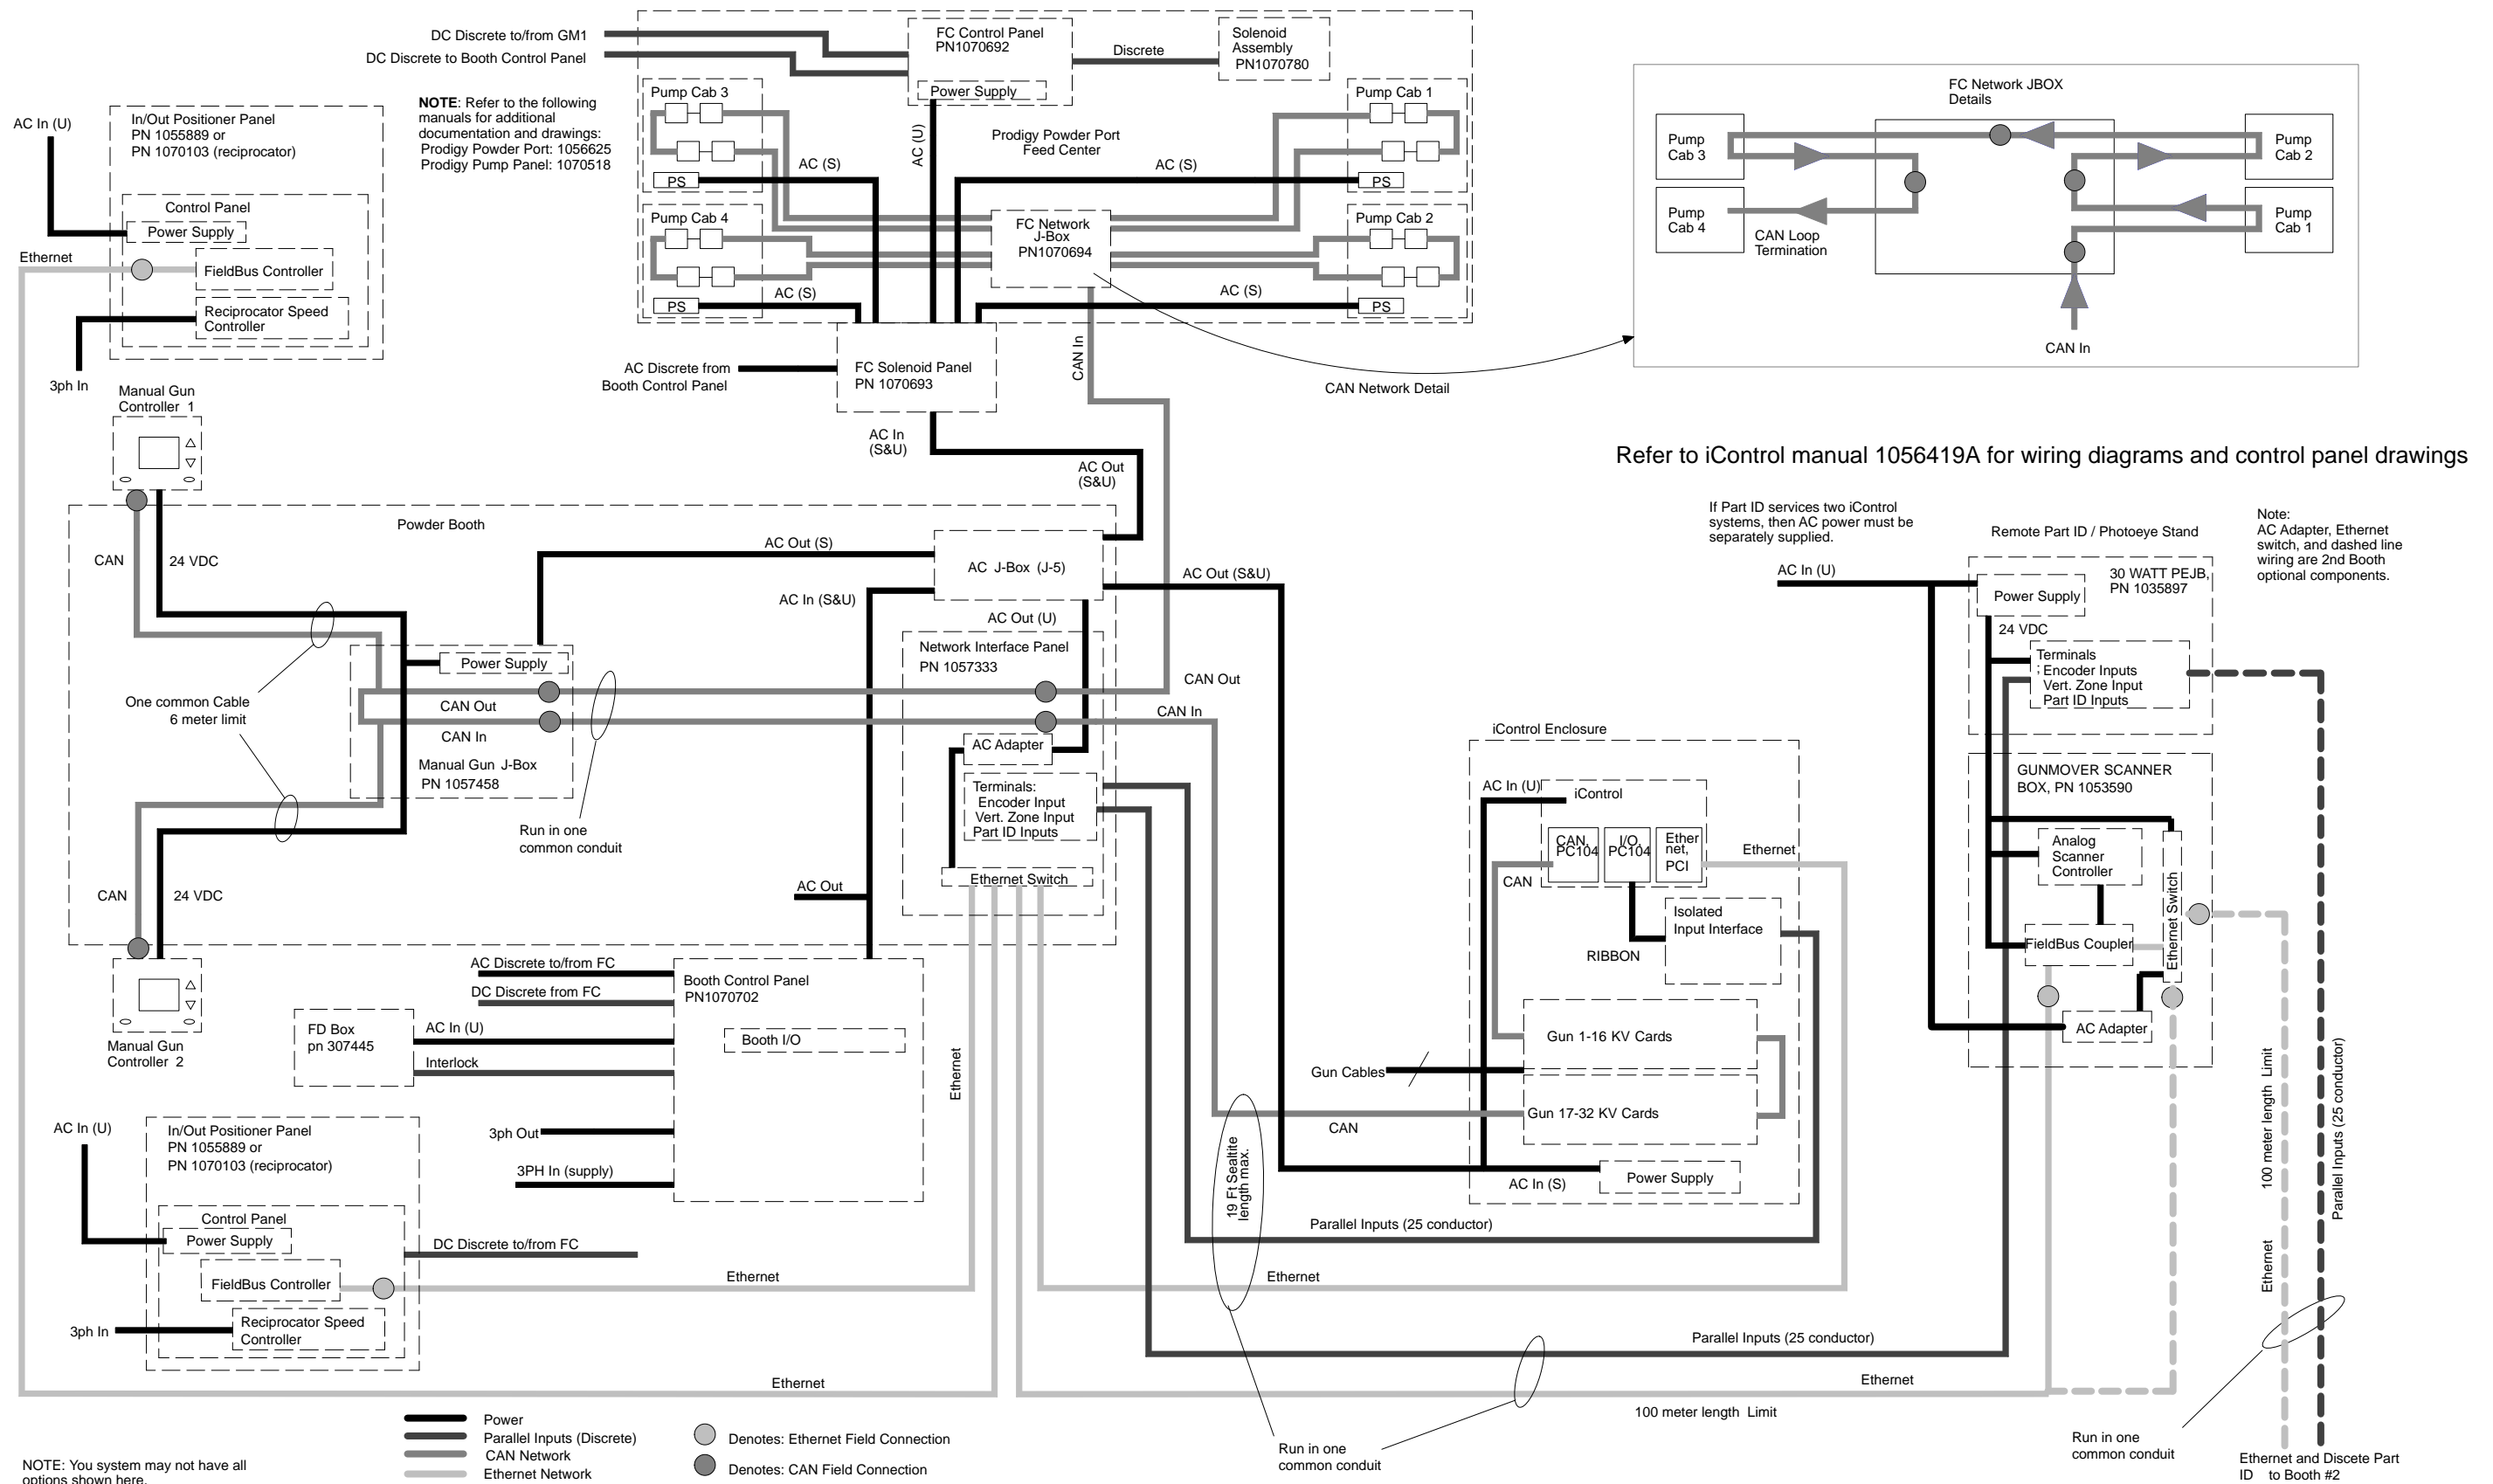 DC Discrete to/from GM1
DC Discrete to Booth Control Panel
FC Control Panel
PN1070692
Power Supply
Discrete
Solenoid
Assembly
PN1070780
NOTE: Refer to the following
manuals for additional
documentation and drawings:
Prodigy Powder Port: 1056625
Prodigy Pump Panel: 1070518
AC In (U)
In/Out Positioner Panel
PN 1055889 or
PN 1070103 (reciprocator)
Control Panel
Power Supply
Ethernet
FieldBus Controller
Reciprocator Speed
Controller
3ph In
Pump Cab 3
PS
AC (S)
AC (U)
Prodigy Powder Port
Feed Center
AC (S)
Pump Cab 1
PS
Pump Cab 4
PS
AC (S)
FC Network
J-Box
PN1070694
AC (S)
Pump Cab 2
PS
FC Network JBOX
Details
Pump
Cab 3
Pump
Cab 2
Pump
Cab 4
Pump
Cab 1
CAN Loop
Termination
CAN In
CAN Network Detail
AC Discrete from
Booth Control Panel
FC Solenoid Panel
PN 1070693
CAN In
AC In
(S&U)
AC Out
(S&U)
Refer to iControl manual 1056419A for wiring diagrams and control panel drawings
Manual Gun
Controller 1
Powder Booth
CAN
24 VDC
AC Out (S)
AC J-Box (J-5)
AC In (S&U)
AC Out (S&U)
AC Out (U)
Network Interface Panel
PN 1057333
Power Supply
One common Cable
6 meter limit
CAN Out
CAN In
Manual Gun J-Box
PN 1057458
CAN Out
CAN In
AC Adapter
Terminals:
Encoder Input
Vert. Zone Input
Part ID Inputs
Ethernet Switch
Run in one
common conduit
AC Out
CAN
24 VDC
Manual Gun
Controller 2
AC Discrete to/from FC
DC Discrete from FC
Booth Control Panel
PN1070702
FD Box
pn 307445
AC In (U)
Interlock
Booth I/O
3ph Out
3PH In (supply)
Ethernet
AC In (U)
In/Out Positioner Panel
PN 1055889 or
PN 1070103 (reciprocator)
Control Panel
Power Supply
DC Discrete to/from FC
FieldBus Controller
Ethernet
Reciprocator Speed
Controller
3ph In
Ethernet
iControl Enclosure
AC In (U)
iControl
CAN,
PC104
I/O,
PC104
Ether
net,
PCI
Ethernet
CAN
Isolated
Input Interface
RIBBON
Gun 1-16 KV Cards
Gun Cables
Gun 17-32 KV Cards
CAN
19 Ft Sealtite
length max.
AC In (S)
Power Supply
Parallel Inputs (25 conductor)
Ethernet
Parallel Inputs (25 conductor)
Ethernet
100 meter length Limit
Run in one
common conduit
If Part ID services two iControl
systems, then AC power must be
separately supplied.
Remote Part ID / Photoeye Stand
Note:
AC Adapter, Ethernet
switch, and dashed line
wiring are 2nd Booth
optional components.
AC In (U)
Power Supply
30 WATT PEJB,
PN 1035897
24 VDC
Terminals
: Encoder Inputs
Vert. Zone Input
Part ID Inputs
GUNMOVER SCANNER
BOX, PN 1053590
Analog
Scanner
Controller
Ethernet Switch
FieldBus Coupler
AC Adapter
100 meter length Limit
Ethernet
Parallel Inputs (25 conductor)
Run in one
common conduit
Ethernet and Discete Part
ID to Booth #2
Power
Parallel Inputs (Discrete)
CAN Network
Ethernet Network
Denotes: Ethernet Field Connection
Denotes: CAN Field Connection
NOTE: You system may not have all
options shown here.